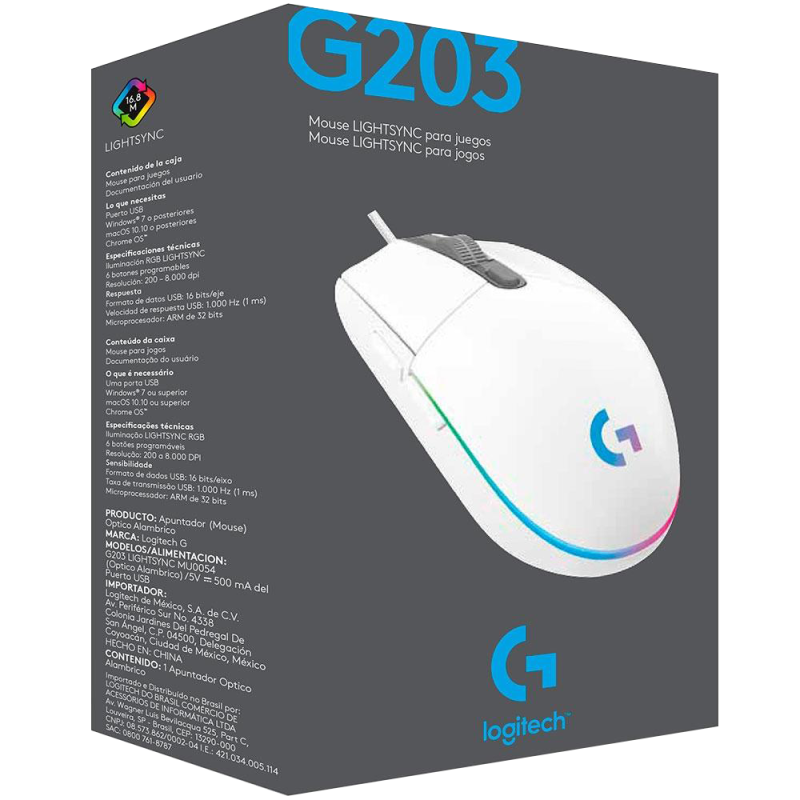 G203
Mouse LIGHTSYNC para juegos
Mouse LIGHTSYNC para jogos
16,8
M
LIGHTSYNC
Contenido de la caja
Mouse para juegos
Documentación del usuario
Lo que necesitas
Puerto USB
Windows® 7 o posteriores
macOS 10.10 o posteriores
Chrome OS™
Especificaciones técnicas
Iluminación RGB LIGHTSYNC
6 botones programables
Resolución: 200 – 8.000 dpi
Respuesta
Formato de datos USB: 16 bits/eje
Velocidad de respuesta USB: 1.000 Hz (1 ms)
Microprocesador: ARM de 32 bits
Conteúdo da caixa
Mouse para jogos
Documentação do usuário
O que é necessário
Uma porta USB
Windows® 7 ou superior
macOS 10.10 ou superior
Chrome OS™
Especificações técnicas
Iluminação LIGHTSYNC RGB
6 botões programáveis
Resolução: 200 a 8.000 DPI
Sensibilidade
Formato de dados USB: 16 bits/eixo
Taxa de transmissão USB: 1.000 Hz (1 ms)
Microprocessador: ARM de 32 bits
PRODUCTO: Apuntador (Mouse)
Optico Alambrico
MARCA: Logitech G
MODELOS/ALIMENTACION:
G203 LIGHTSYNC MU0054
(Optico Alambrico) /5V ⎓ 500 mA del
Puerto USB
IMPORTADOR:
Logitech de México, S.A. de C.V.
Av. Periférico Sur No. 4338
Colonia Jardines Del Pedregal De
San Ángel, C.P. 04500, Delegación
Coyoacán, Ciudad de México, México
HECHO EN: CHINA
CONTENIDO: 1 Apuntador Optico
Alambrico
Importado e Distribuído no Brasil por:
LOGITECH DO BRASIL COMÉRCIO DE
ACESSÓRIOS DE INFORMÁTICA LTDA
Av. Wagner Luis Bevilacqua 525, Part C,
Louveira, SP - Brasil, CEP: 13290-000
CNPJ: 08.573.862/0002-04 I.E.: 421.034.005.114
SAC: 0800 761-8787
logitech™